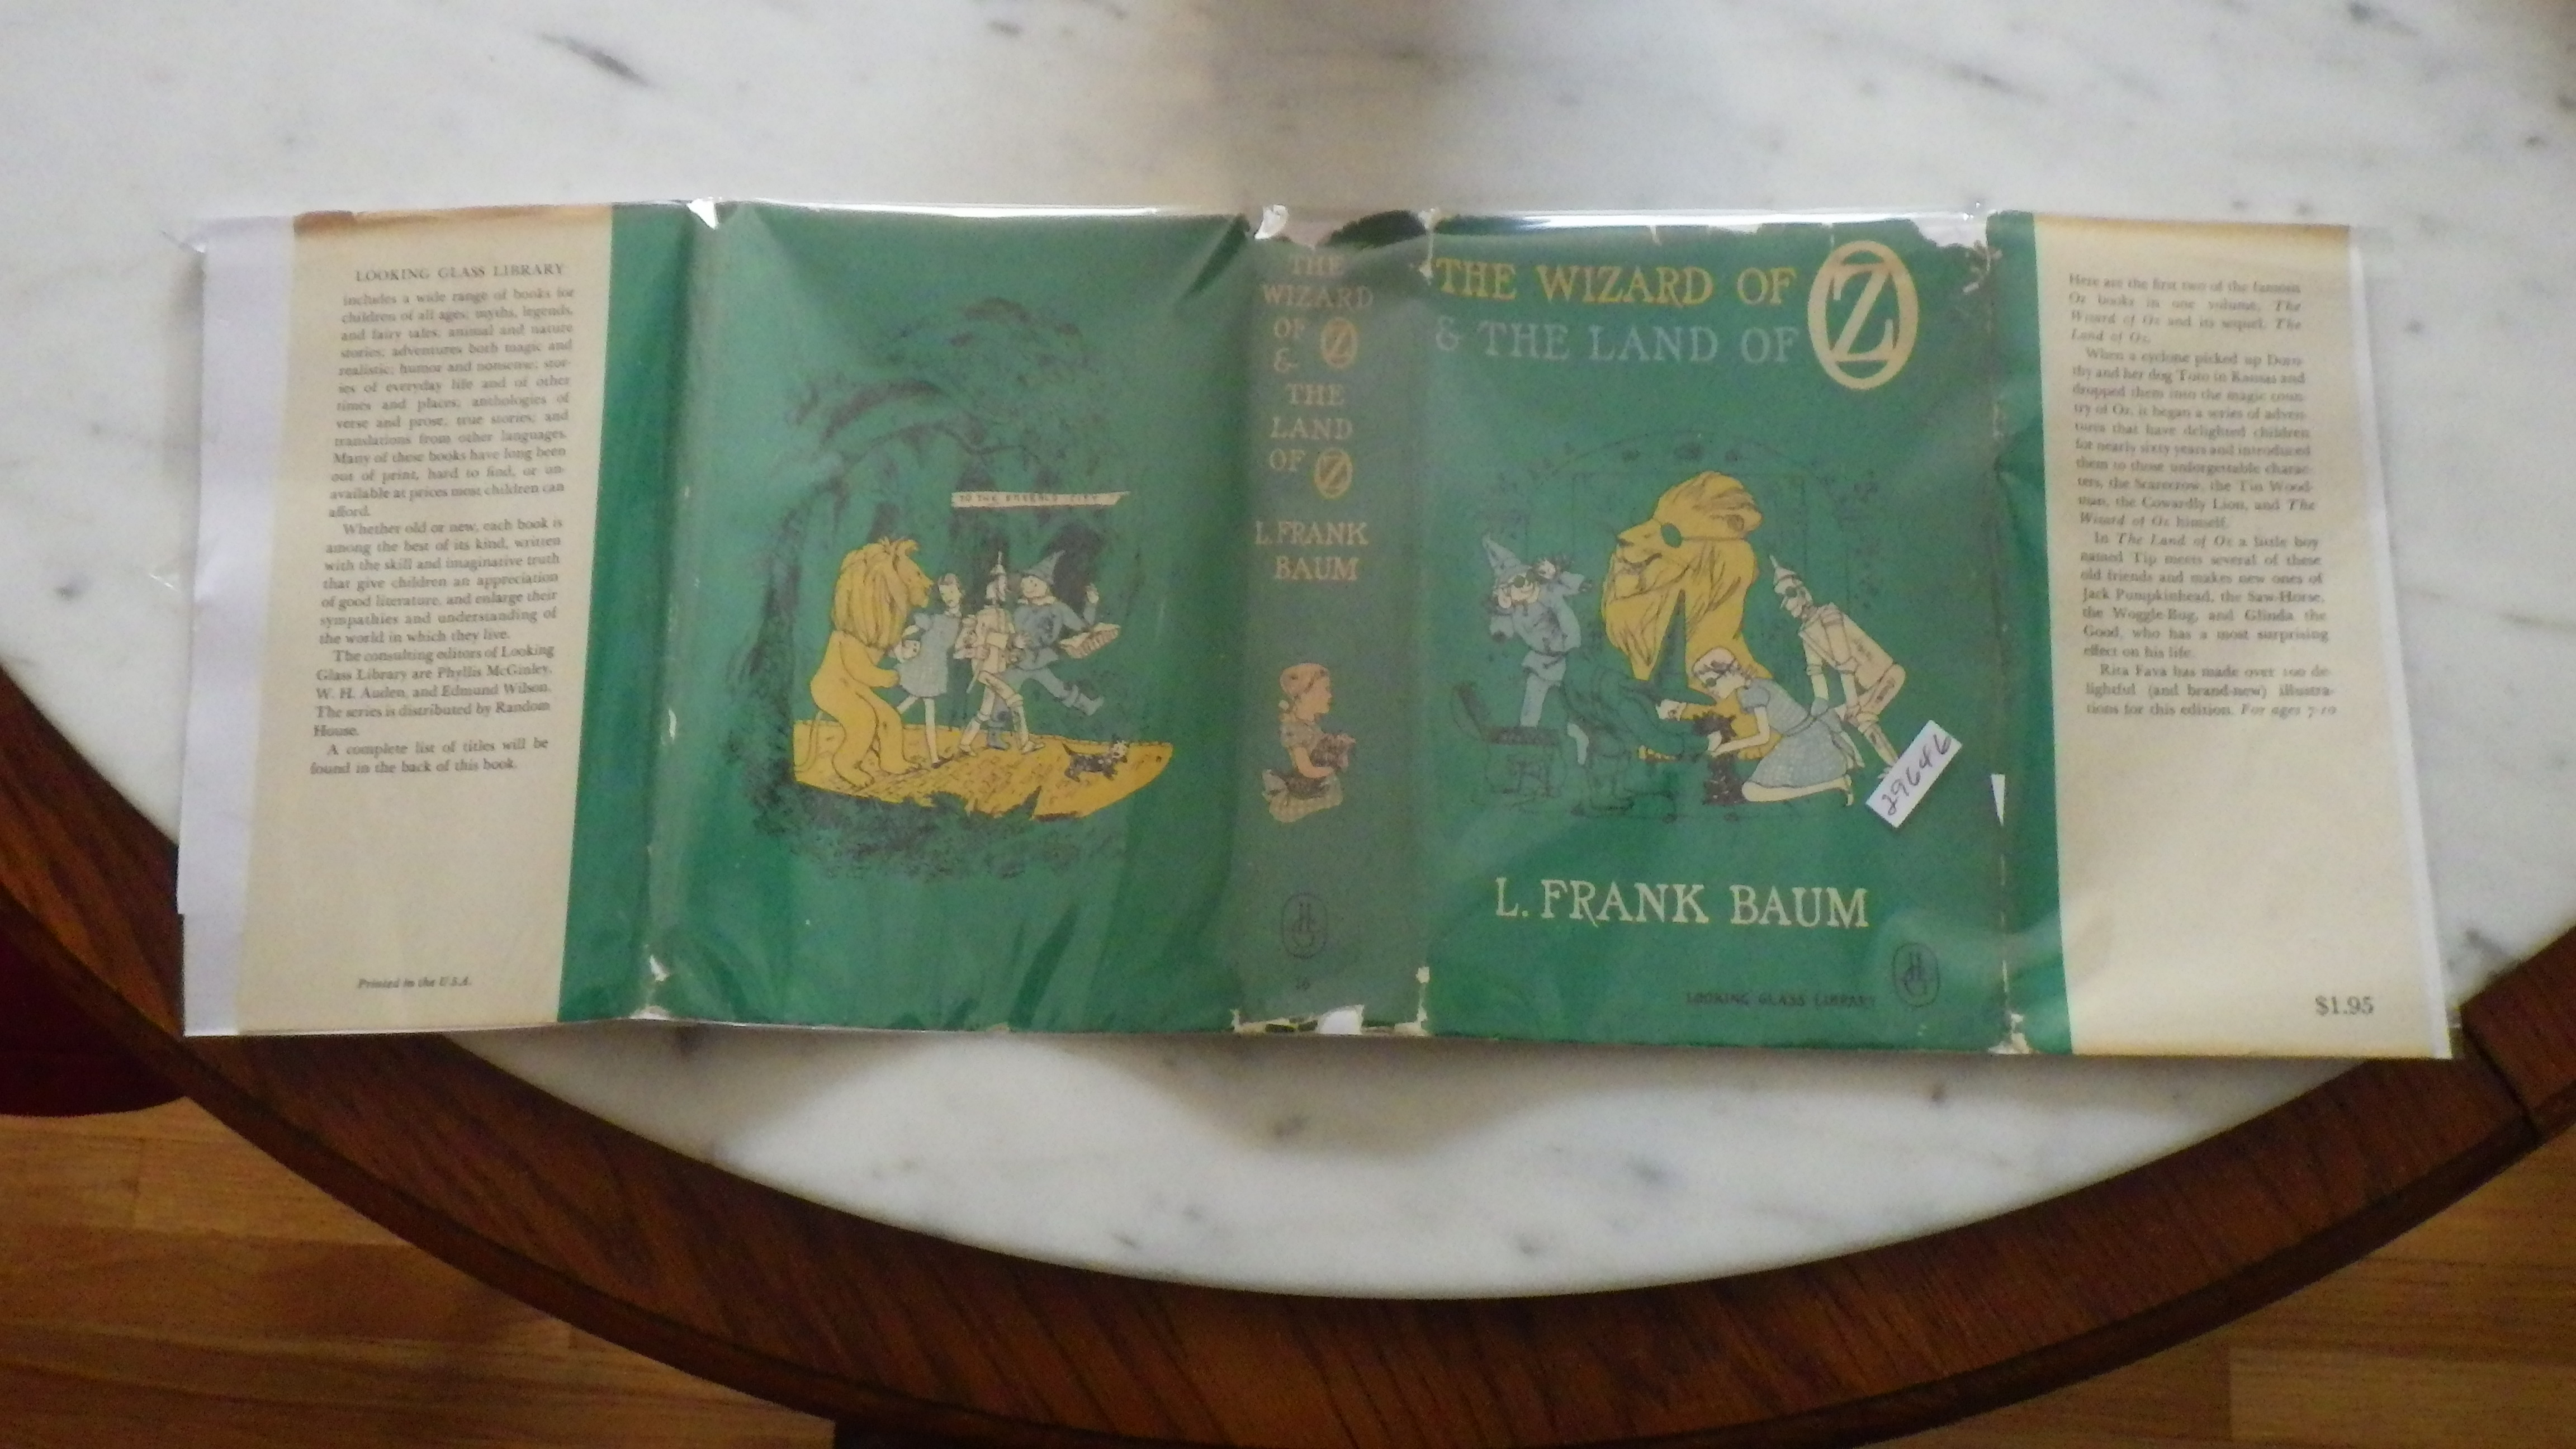 LOOKING GLASS LIBRARY
includes a wide range of books for
children of all ages; myths, legends,
and fairy tales; animal and nature
stories; adventures both magic and
realistic; humor and nonsense; stor-
ies of everyday life and of other
times and places; anthologies of
verse and prose; true stories; and
translations from other languages.
Many of these books have long been
out of print, hard to find, or un-
available at prices most children can
afford.
Whether old or new, each book is
among the best of its kind, written
with the skill and imaginative truth
that give children an appreciation
of good literature, and enlarge their
sympathies and understanding of
the world in which they live.
The consulting editors of Looking
Glass Library are Phyllis McGinley,
W. H. Auden, and Edmund Wilson.
The series is distributed by Random
House.
A complete list of titles will be
found in the back of this book.
Printed in the U.S.A.
TO THE EMERALD CITY
THE
WIZARD
OF OZ
&
THE
LAND
OF OZ
L. FRANK
BAUM
THE WIZARD OF OZ
& THE LAND OF
29646
L. FRANK BAUM
LOOKING GLASS LIBRARY
Here are the first two of the famous
Oz books in one volume, The
Wizard of Oz and its sequel, The
Land of Oz.
When a cyclone picked up Doro-
thy and her dog Toto in Kansas and
dropped them into the magic coun-
try of Oz, it began a series of adven-
tures that have delighted children
for nearly sixty years and introduced
them to those unforgettable charac-
ters, the Scarecrow, the Tin Wood-
man, the Cowardly Lion, and The
Wizard of Oz himself.
In The Land of Oz a little boy
named Tip meets several of these
old friends and makes new ones of
Jack Pumpkinhead, the Saw-Horse,
the Woggle-Bug, and Glinda the
Good, who has a most surprising
effect on his life.
Rita Fava has made over 100 de-
lightful (and brand-new) illustra-
tions for this edition. For ages 7-10
$1.95